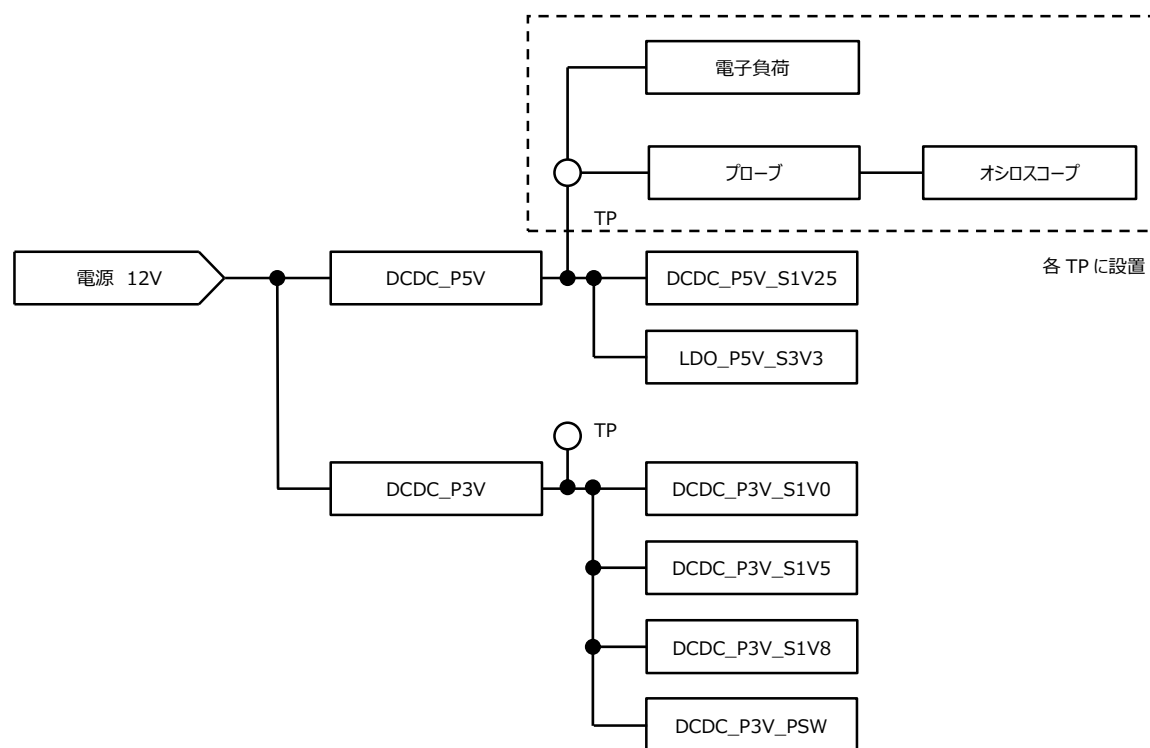 電子負荷
プローブ
オシロスコープ
TP
電源 12V
DCDC_P5V
DCDC_P5V_S1V25
各 TP に設置
LDO_P5V_S3V3
TP
DCDC_P3V
DCDC_P3V_S1V0
DCDC_P3V_S1V5
DCDC_P3V_S1V8
DCDC_P3V_PSW